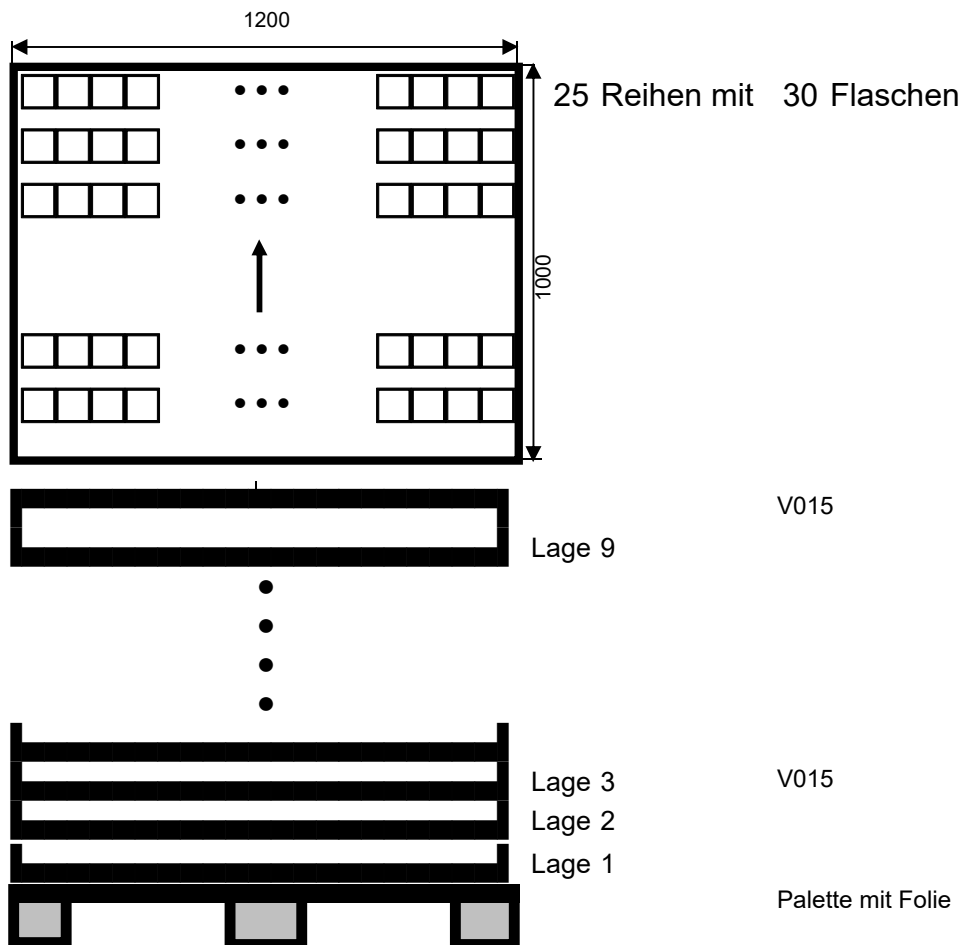 1200
25 Reihen mit 30 Flaschen
1000
V015
Lage 9
Lage 3 V015
Lage 2
Lage 1
Palette mit Folie